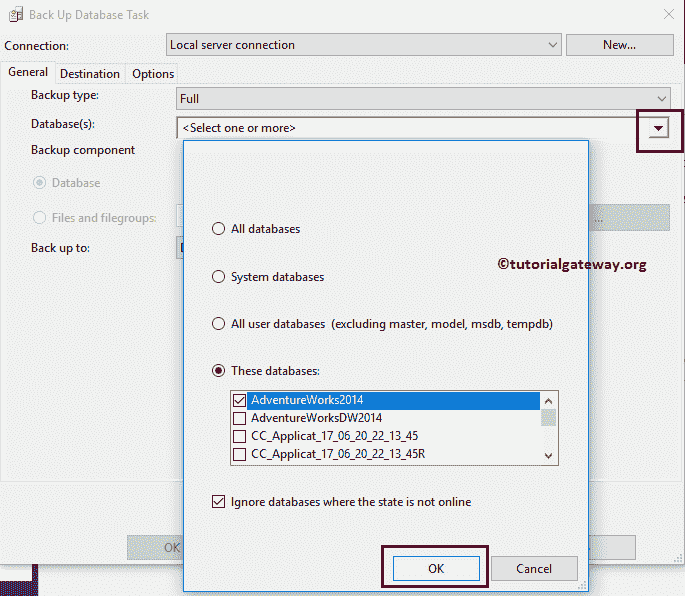 Back Up Database Task
Connection:
Local server connection
New...
General
Destination
Options
Backup type:
Full
Database(s):
<Select one or more>
Backup component
Database
Files and filegroups:
...
Back up to:
All databases
System databases
©tutorialgateway.org
All user databases (excluding master, model, msdb, tempdb)
These databases:
AdventureWorks2014
AdventureWorksDW2014
CC_Applicat_17_06_20_22_13_45
CC_Applicat_17_06_20_22_13_45R
Ignore databases where the state is not online
OK
OK
Cancel